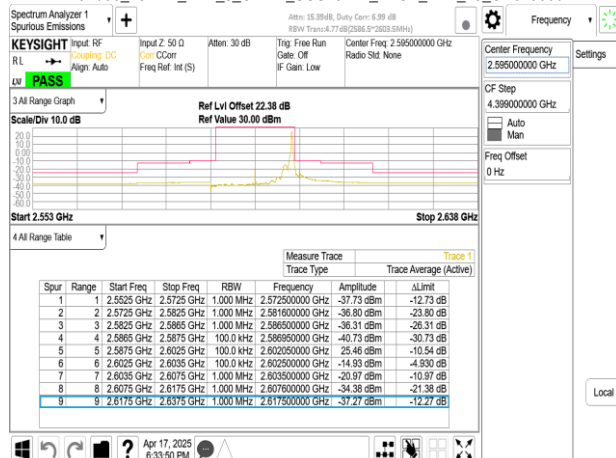 Spectrum Analyzer 1
Spurious Emissions
Attn: 15.39dB, Duty Corr: 6.99 dB
RBW Trans:4.77dB(2586.5~2603.5MHz)
Frequency
Settings
KEYSIGHT
RL
LXI PASS
Input: RF
Coupling: DC
Align: Auto
Input Z: 50 Ω
Corr CCorr
Freq Ref: Int (S)
Atten: 30 dB
Trig: Free Run
Gate: Off
IF Gain: Low
Center Freq: 2.595000000 GHz
Radio Std: None
Center Frequency
2.595000000 GHz
CF Step
4.399000000 GHz
Auto
Man
Freq Offset
0 Hz
3 All Range Graph
Scale/Div 10.0 dB
Ref Lvl Offset 22.38 dB
Ref Value 30.00 dBm
20.0
10.0
0.00
-10.0
-20.0
-30.0
-40.0
-50.0
-60.0
Start 2.553 GHz
Stop 2.638 GHz
4 All Range Table
Measure Trace Trace 1
Trace Type Trace Average (Active)
Spur Range Start Freq Stop Freq RBW Frequency Amplitude ΔLimit
1 1 2.5525 GHz 2.5725 GHz 1.000 MHz 2.572500000 GHz -37.73 dBm -12.73 dB
2 2 2.5725 GHz 2.5825 GHz 1.000 MHz 2.581600000 GHz -36.80 dBm -23.80 dB
3 3 2.5825 GHz 2.5865 GHz 1.000 MHz 2.586500000 GHz -36.31 dBm -26.31 dB
4 4 2.5865 GHz 2.5875 GHz 100.0 kHz 2.586950000 GHz -40.73 dBm -30.73 dB
5 5 2.5875 GHz 2.6025 GHz 100.0 kHz 2.602050000 GHz 25.46 dBm -10.54 dB
6 6 2.6025 GHz 2.6035 GHz 100.0 kHz 2.602500000 GHz -14.93 dBm -4.930 dB
7 7 2.6035 GHz 2.6075 GHz 1.000 MHz 2.603500000 GHz -20.97 dBm -10.97 dB
8 8 2.6075 GHz 2.6175 GHz 1.000 MHz 2.607600000 GHz -34.38 dBm -21.38 dB
9 9 2.6175 GHz 2.6375 GHz 1.000 MHz 2.617500000 GHz -37.27 dBm -12.27 dB
Local
Apr 17, 2025
6:33:50 PM